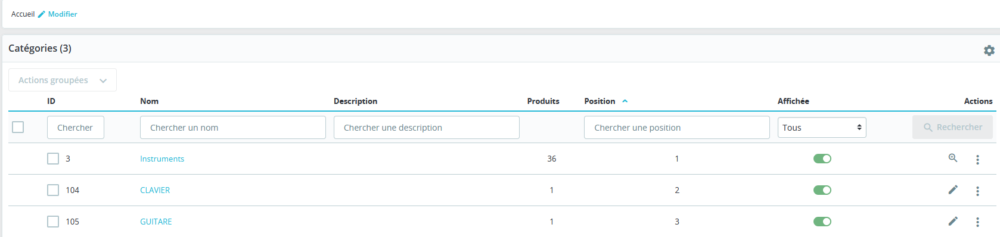 Accueil Modifier
Catégories (3)
Actions groupées
ID Nom Description Produits Position Affichée Actions
Chercher Chercher un nom Chercher une description Chercher une position Tous Rechercher
3 Instruments 36 1
104 CLAVIER 1 2
105 GUITARE 1 3